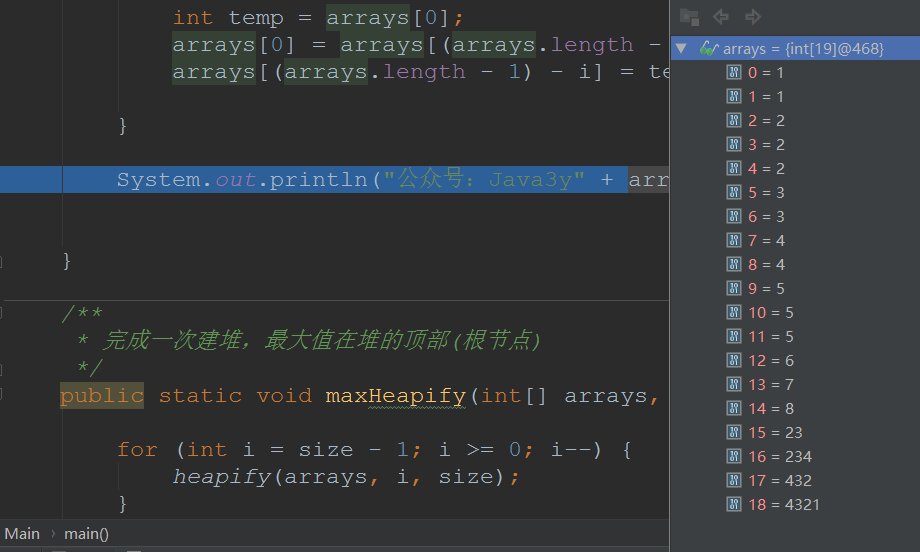 int temp = arrays[0];
arrays[0] = arrays[(arrays.length -
arrays[(arrays.length - 1) - i] = te
}
System.out.println("公众号：Java3y" + arr
}
/**
* 完成一次建堆，最大值在堆的顶部(根节点)
*/
public static void maxHeapify(int[] arrays,
for (int i = size - 1; i >= 0; i--) {
heapify(arrays, i, size);
}
Main › main()
arrays = {int[19]@468}
0 = 1
1 = 1
2 = 2
3 = 2
4 = 2
5 = 3
6 = 3
7 = 4
8 = 4
9 = 5
10 = 5
11 = 5
12 = 6
13 = 7
14 = 8
15 = 23
16 = 234
17 = 432
18 = 4321